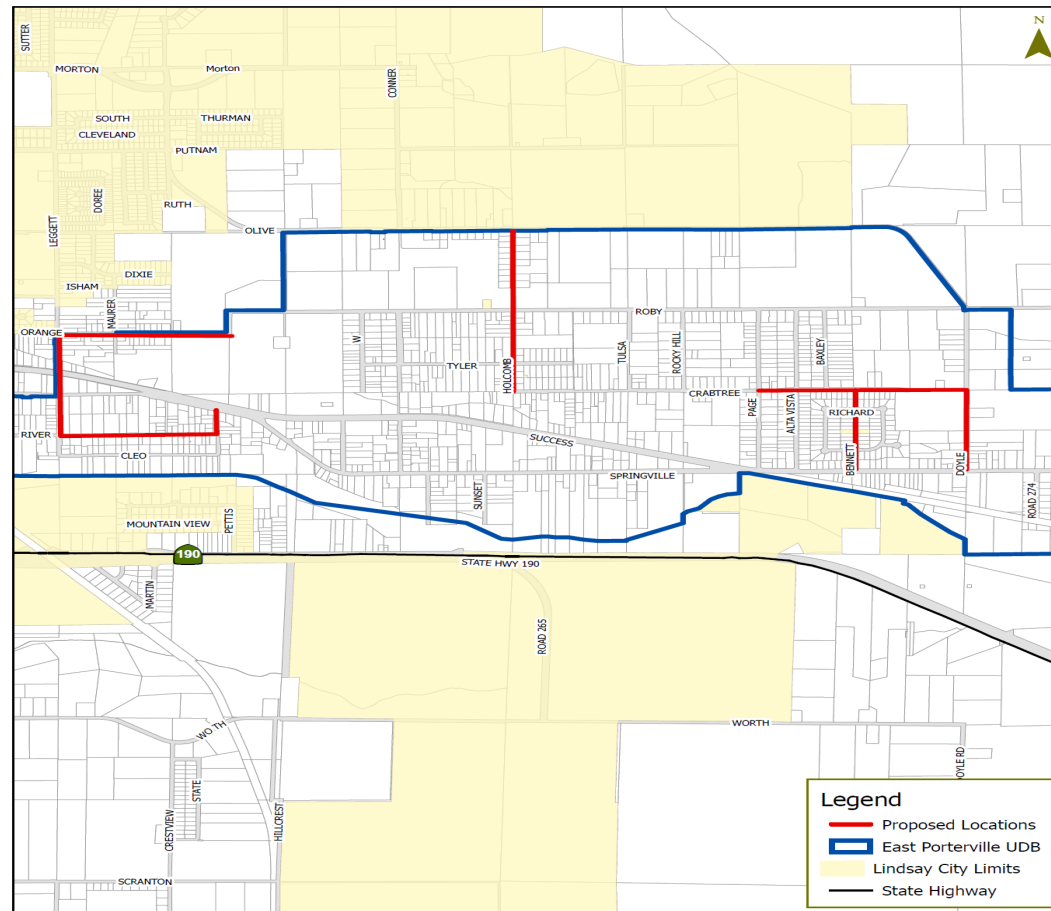 SUTTER
N
MORTON
Morton
CONNER
SOUTH
THURMAN
CLEVELAND
PUTNAM
DOREE
RUTH
LEGGETT
OLIVE
DIXIE
ISHAM
MAURER
ORANGE
ROBY
W
TYLER
HOLCOMB
TULSA
ROCKY HILL
BAXLEY
CRABTREE
PAGE
ALTA VISTA
RICHARD
RIVER
SUCCESS
CLEO
BENNETT
DOYLE
SPRINGVILLE
SUNSET
ROAD 274
MOUNTAIN VIEW
PETTIS
190
STATE HWY 190
MARTIN
ROAD 265
WO TH
WORTH
OYLE RD
STATE
CRESTVIEW
HILLCREST
SCRANTON
Legend
Proposed Locations
East Porterville UDB
Lindsay City Limits
State Highway